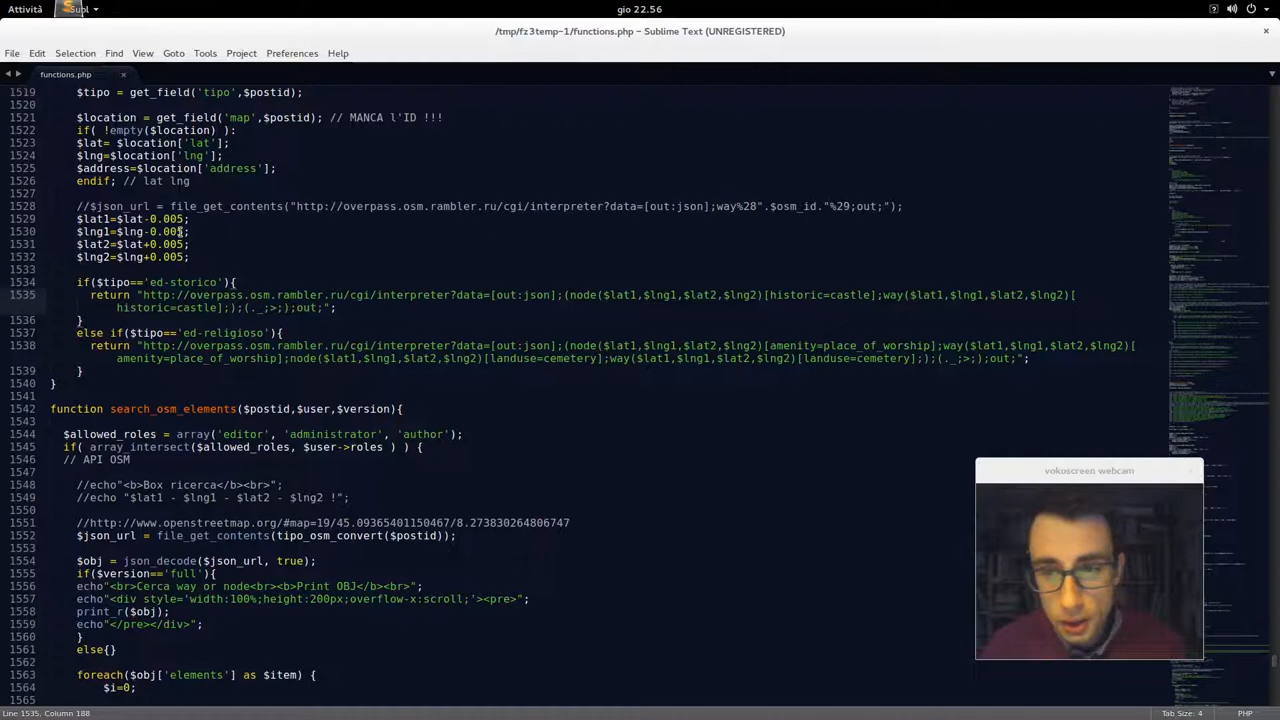 Attività
Subl
gio 22.56
/tmp/fz3temp-1/functions.php – Sublime Text (UNREGISTERED)
File Edit Selection Find View Goto Tools Project Preferences Help
functions.php
1519 $tipo = get_field('tipo',$postid);
1520
1521 $location = get_field('map',$postid); // MANCA l'ID !!!
1522 if( !empty($location) ):
1523 $lat= $location['lat'];
1524 $lng=$location['lng'];
1525 $address=$location['address'];
1526 endif; // lat lng
1527
1528 //$json_url = file_get_contents("http://overpass.osm.rambler.ru/cgi/interpreter?data=[out:json];way%28".$osm_id."%29;out;");
1529 $lat1=$lat-0.005;
1530 $lng1=$lng-0.005;
1531 $lat2=$lat+0.005;
1532 $lng2=$lng+0.005;
1533
1534 if($tipo=='ed-storico'){
1535 return "http://overpass.osm.rambler.ru/cgi/interpreter?data=[out:json];(node($lat1,$lng1,$lat2,$lng2)[historic=castle];way($lat1,$lng1,$lat2,$lng2)[
historic=castle];);(._;>;);out;";
1536 }
1537 else if($tipo=='ed-religioso'){
1538 return "http://overpass.osm.rambler.ru/cgi/interpreter?data=[out:json];(node($lat1,$lng1,$lat2,$lng2)[amenity=place_of_worship];way($lat1,$lng1,$lat2,$lng2)[
amenity=place_of_worship];node($lat1,$lng1,$lat2,$lng2)[landuse=cemetery];way($lat1,$lng1,$lat2,$lng2)[landuse=cemetery];);(._;>;);out;";
1539 }
1540 }
1541
1542 function search_osm_elements($postid,$user,$version){
1543
1544 $allowed_roles = array('editor', 'administrator', 'author');
1545 if( array_intersect($allowed_roles, $user->roles ) ) {
1546 // API OSM
1547
1548 //echo"<b>Box ricerca</b><br>";
1549 //echo "$lat1 - $lng1 - $lat2 - $lng2 !";
1550
1551 //http://www.openstreetmap.org/#map=19/45.09365401150467/8.273830264806747
1552 $json_url = file_get_contents(tipo_osm_convert($postid));
1553
1554 $obj = json_decode($json_url, true);
1555 if($version=='full'){
1556 echo"<br>Cerca way or node<br><b>Print OBJ</b><br>";
1557 echo"<div style='width:100%;height:200px;overflow-x:scroll;'><pre>";
1558 print_r($obj);
1559 echo"</pre></div>";
1560 }
1561 else{}
1562
1563 foreach($obj['elements'] as $item) {
1564 $i=0;
1565
vokoscreen webcam
Line 1535, Column 188
Tab Size: 4
PHP